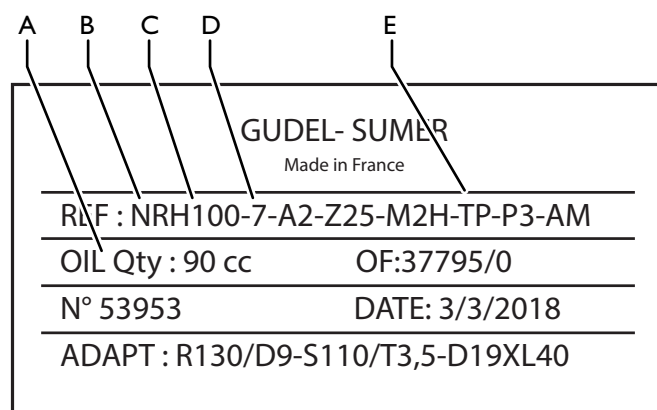 A B C D E
GUDEL- SUMER
Made in France
REF : NRH100-7-A2-Z25-M2H-TP-P3-AM
OIL Qty : 90 cc OF:37795/0
N° 53953 DATE: 3/3/2018
ADAPT : R130/D9-S110/T3,5-D19XL40